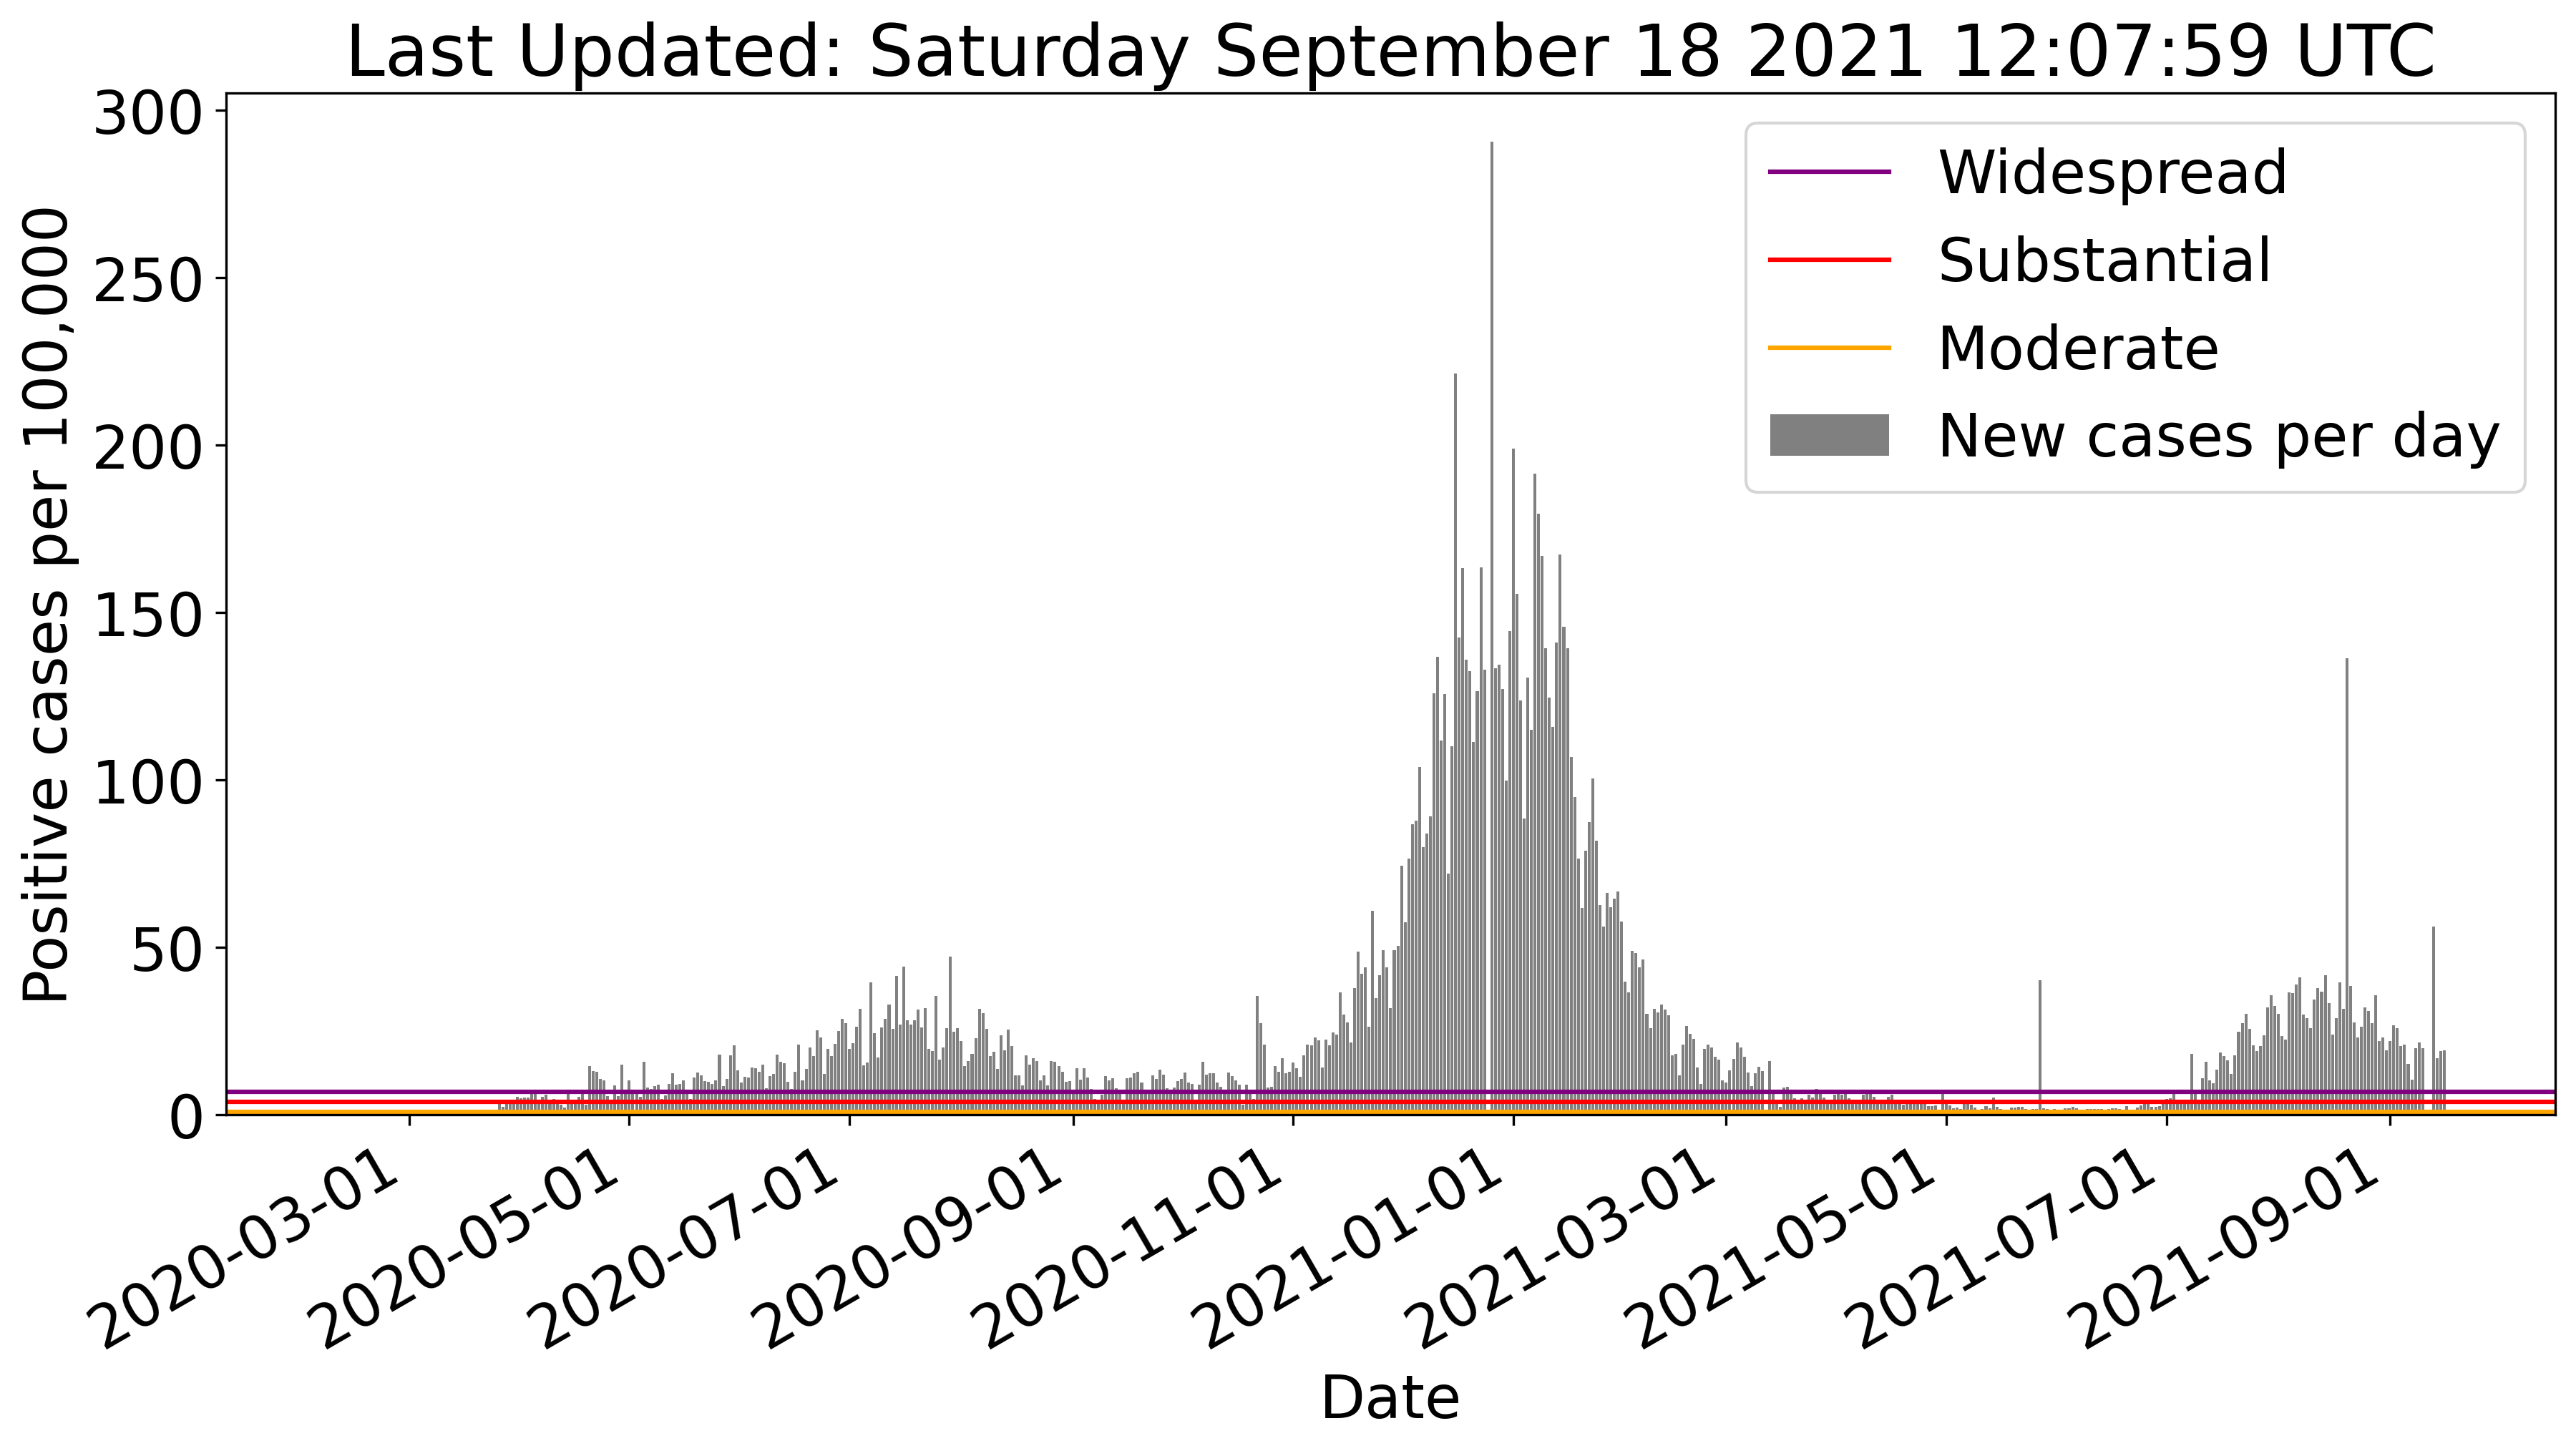 Last Updated: Saturday September 18 2021 12:07:59 UTC
Positive cases per 100,000
300
250
200
150
100
50
0
Widespread
Substantial
Moderate
New cases per day
2020-03-01
2020-05-01
2020-07-01
2020-09-01
2020-11-01
2021-01-01
2021-03-01
2021-05-01
2021-07-01
2021-09-01
Date